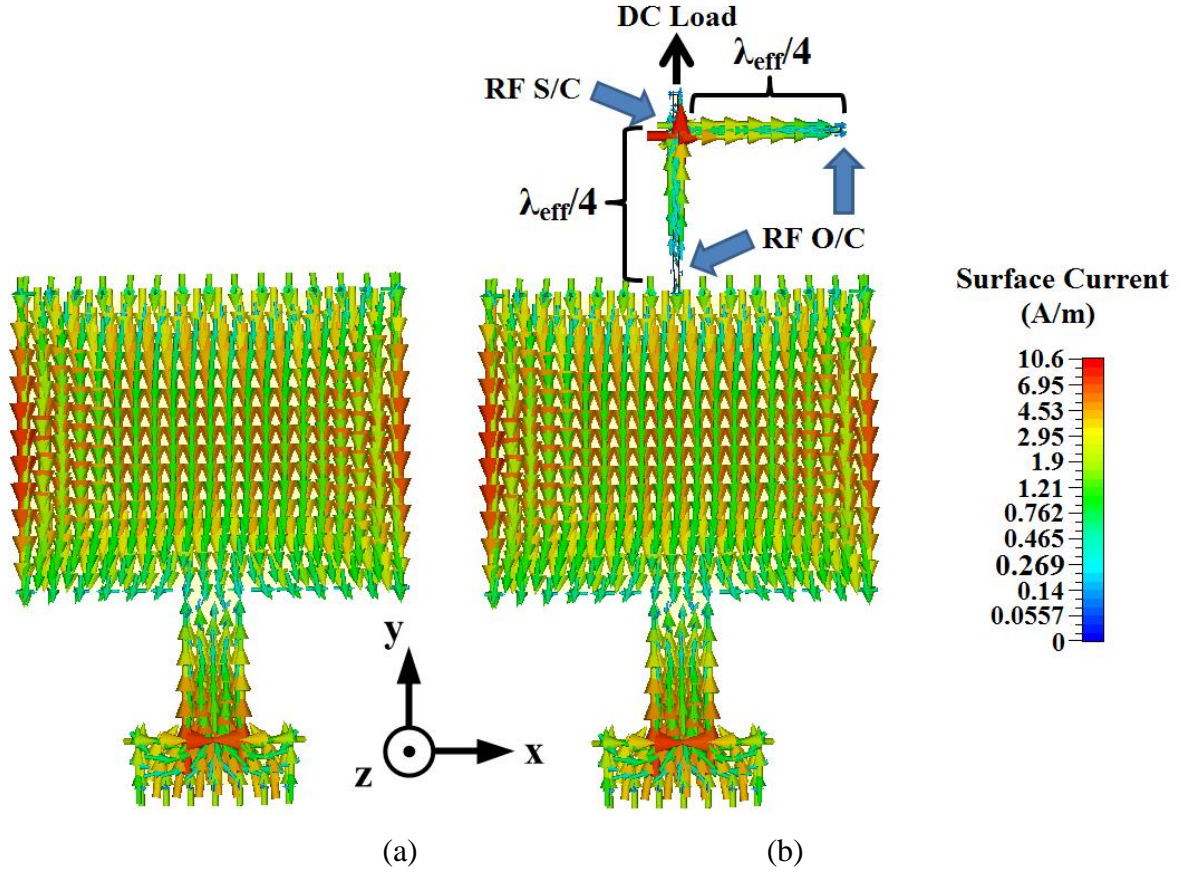 DC Load
λeff/4
RF S/C
λeff/4
RF O/C
Surface Current
(A/m)
10.6
6.95
4.53
2.95
1.9
1.21
0.762
0.465
0.269
0.14
0.0557
0
y
x
z
(a)
(b)